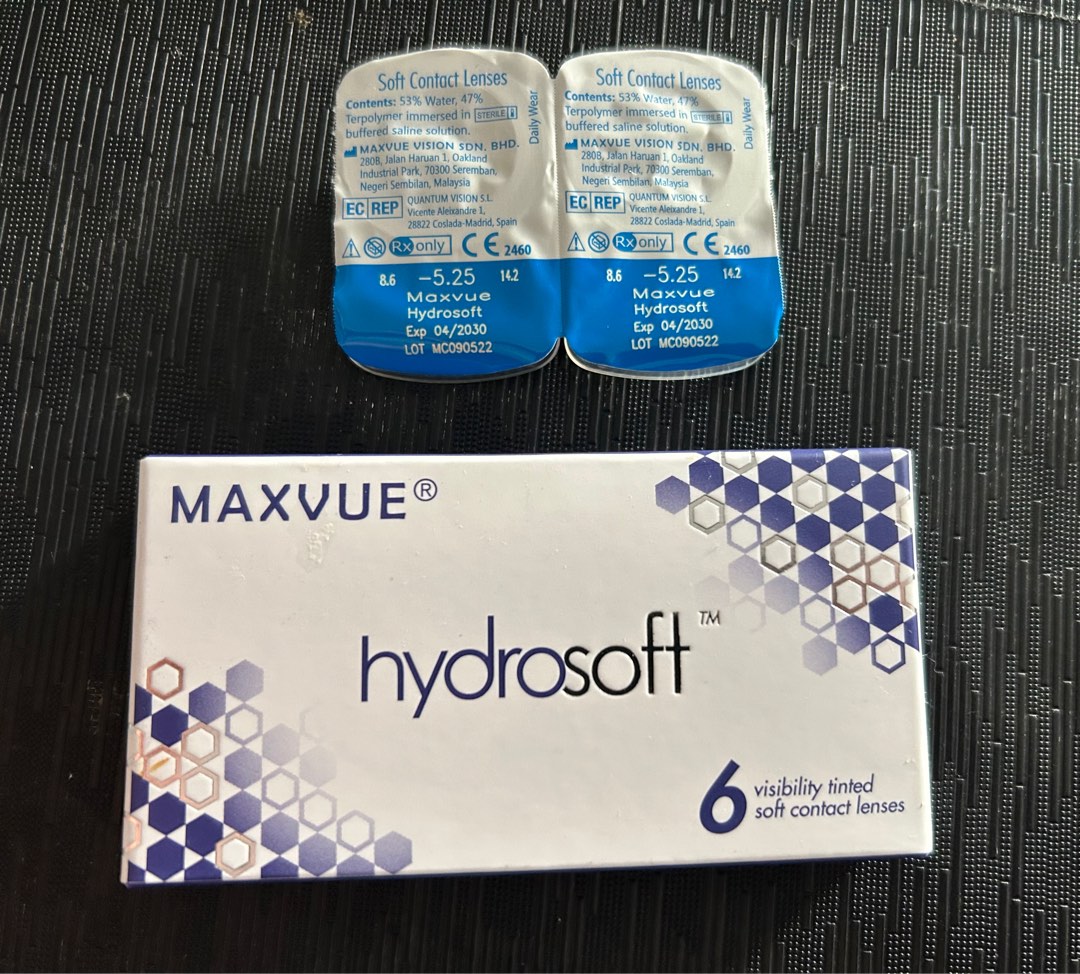 Soft Contact Lenses
Contents: 53% Water, 47%
Terpolymer immersed in STERILE
buffered saline solution.
Daily Wear
MAXVUE VISION SDN. BHD.
280B, Jalan Haruan 1, Oakland
Industrial Park, 70300 Seremban,
Negeri Sembilan, Malaysia
EC REP
QUANTUM VISION S.L.
Vicente Aleixandre 1,
28822 Coslada-Madrid, Spain
Rx only CE 2460
8.6 -5.25 14.2
Maxvue
Hydrosoft
Exp 04/2030
LOT MC090522
Soft Contact Lenses
Contents: 53% Water, 47%
Terpolymer immersed in STERILE
buffered saline solution.
Daily Wear
MAXVUE VISION SDN. BHD.
280B, Jalan Haruan 1, Oakland
Industrial Park, 70300 Seremban,
Negeri Sembilan, Malaysia
EC REP
QUANTUM VISION S.L.
Vicente Aleixandre 1,
28822 Coslada-Madrid, Spain
Rx only CE 2460
8.6 -5.25 14.2
Maxvue
Hydrosoft
Exp 04/2030
LOT MC090522
MAXVUE®
hydrosoft™
6 visibility tinted
soft contact lenses